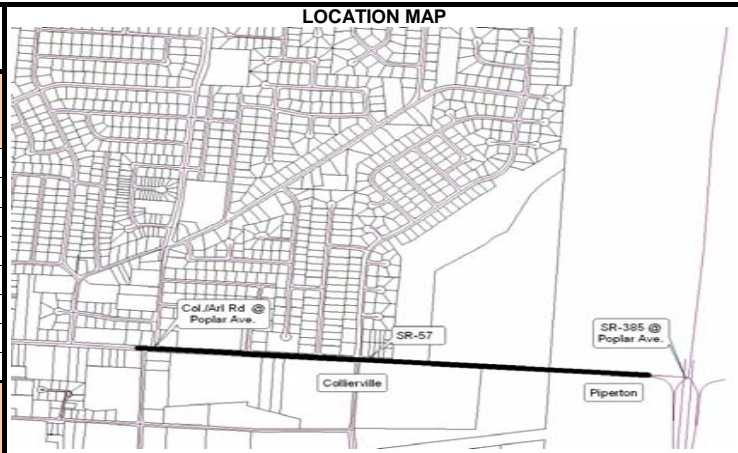 LOCATION MAP
Col./Arl Rd @
Poplar Ave.
SR-57
SR-385 @
Poplar Ave.
Collierville
Piperton